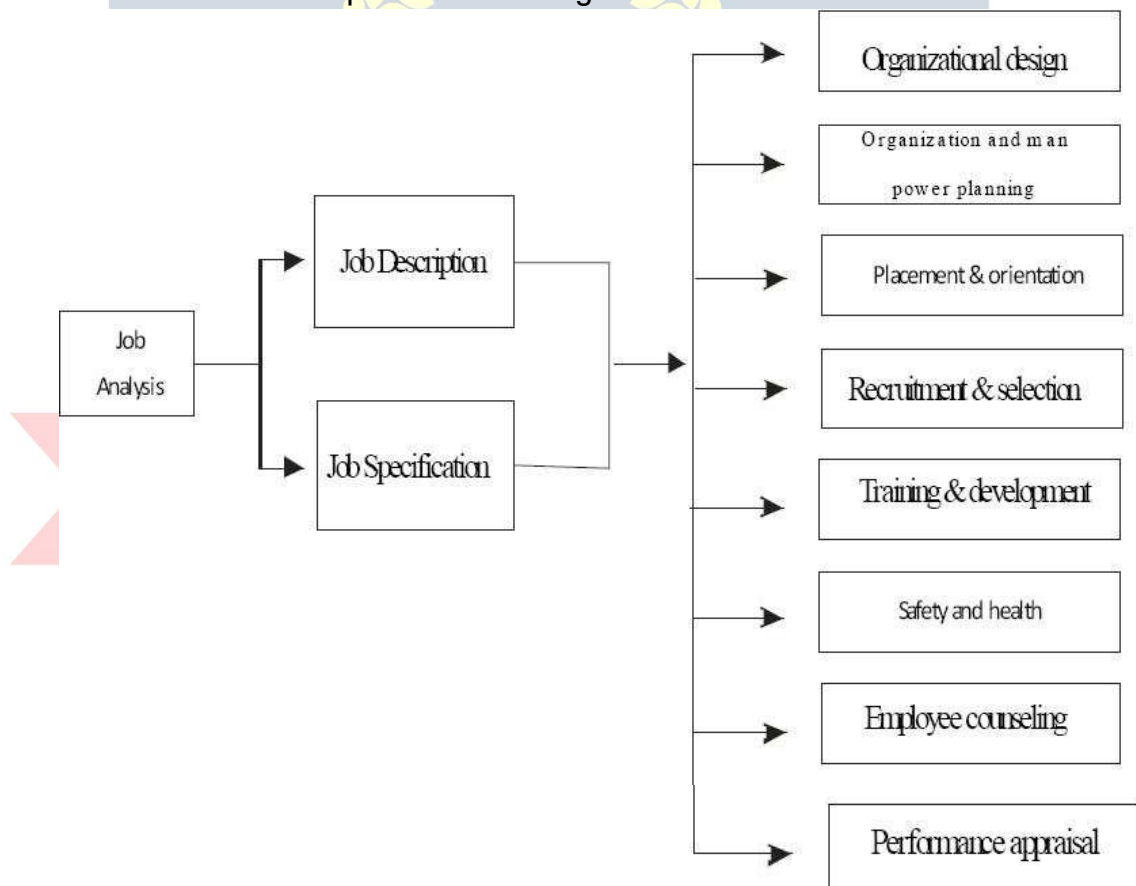 Job
Analysis
Job Description
Job Specification
Organizational design
Organization and man
power planning
Placement & orientation
Recruitment & selection
Training & development
Safety and health
Employee counseling
Performance appraisal